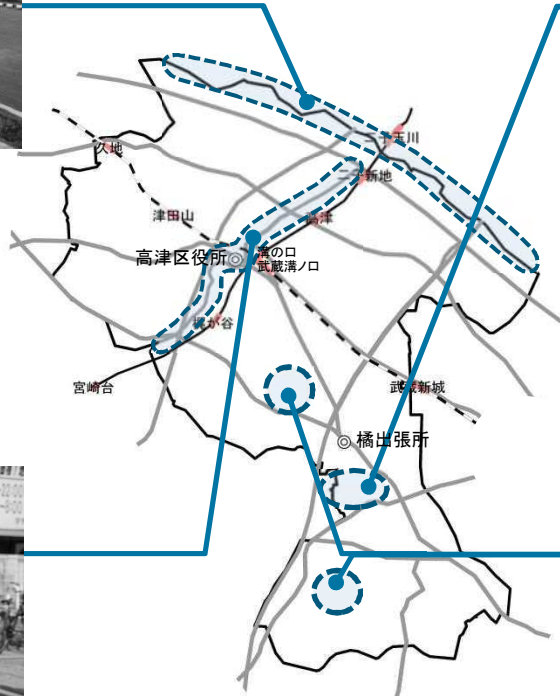 二子玉川
久地
二子新地
津田山
高津
高津区役所◎
溝の口
武蔵溝ノ口
梶が谷
宮崎台
武蔵新城
◎橘出張所